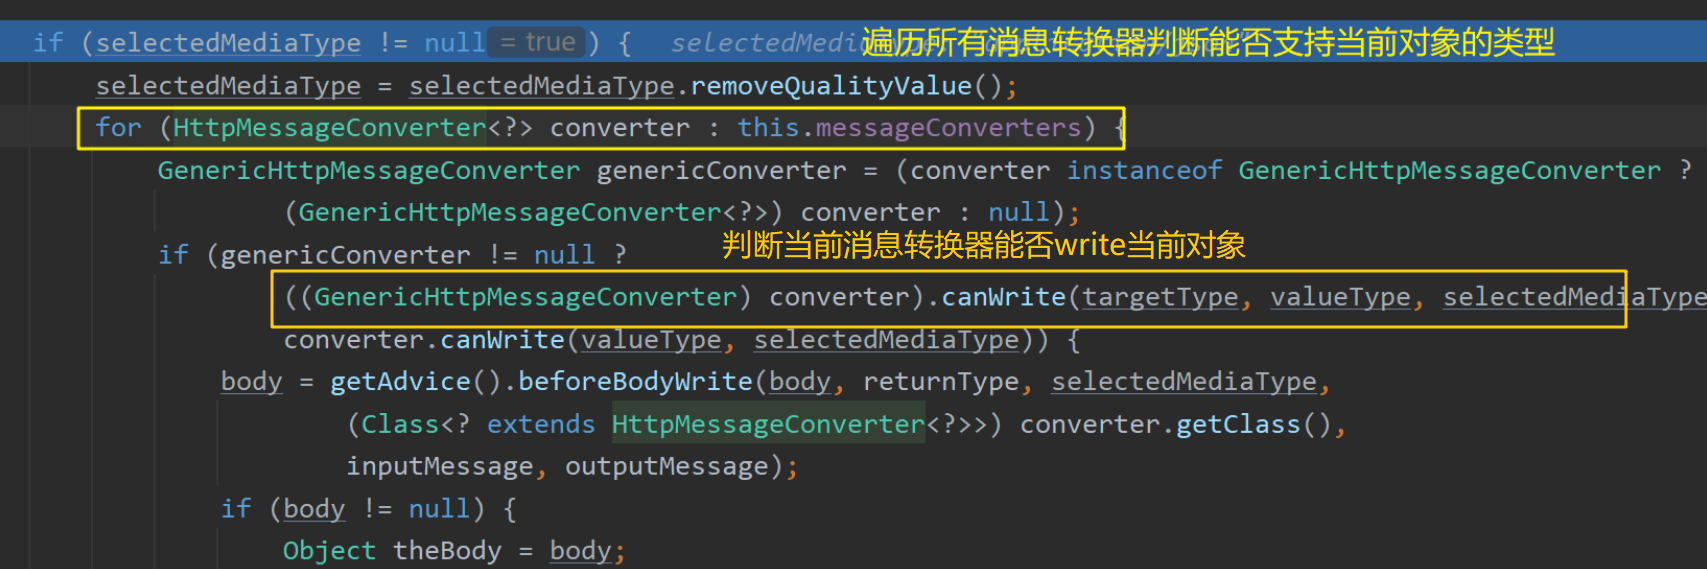 if (selectedMediaType != null = true ) { selectedMedi
遍历所有消息转换器判断能否支持当前对象的类型
selectedMediaType = selectedMediaType.removeQualityValue();
for (HttpMessageConverter<?> converter : this.messageConverters) {
GenericHttpMessageConverter genericConverter = (converter instanceof GenericHttpMessageConverter ?
(GenericHttpMessageConverter<?>) converter : null);
判断当前消息转换器能否write当前对象
if (genericConverter != null ?
((GenericHttpMessageConverter) converter).canWrite(targetType, valueType, selectedMediaType
converter.canWrite(valueType, selectedMediaType)) {
body = getAdvice().beforeBodyWrite(body, returnType, selectedMediaType,
(Class<? extends HttpMessageConverter<?>>) converter.getClass(),
inputMessage, outputMessage);
if (body != null) {
Object theBody = body;